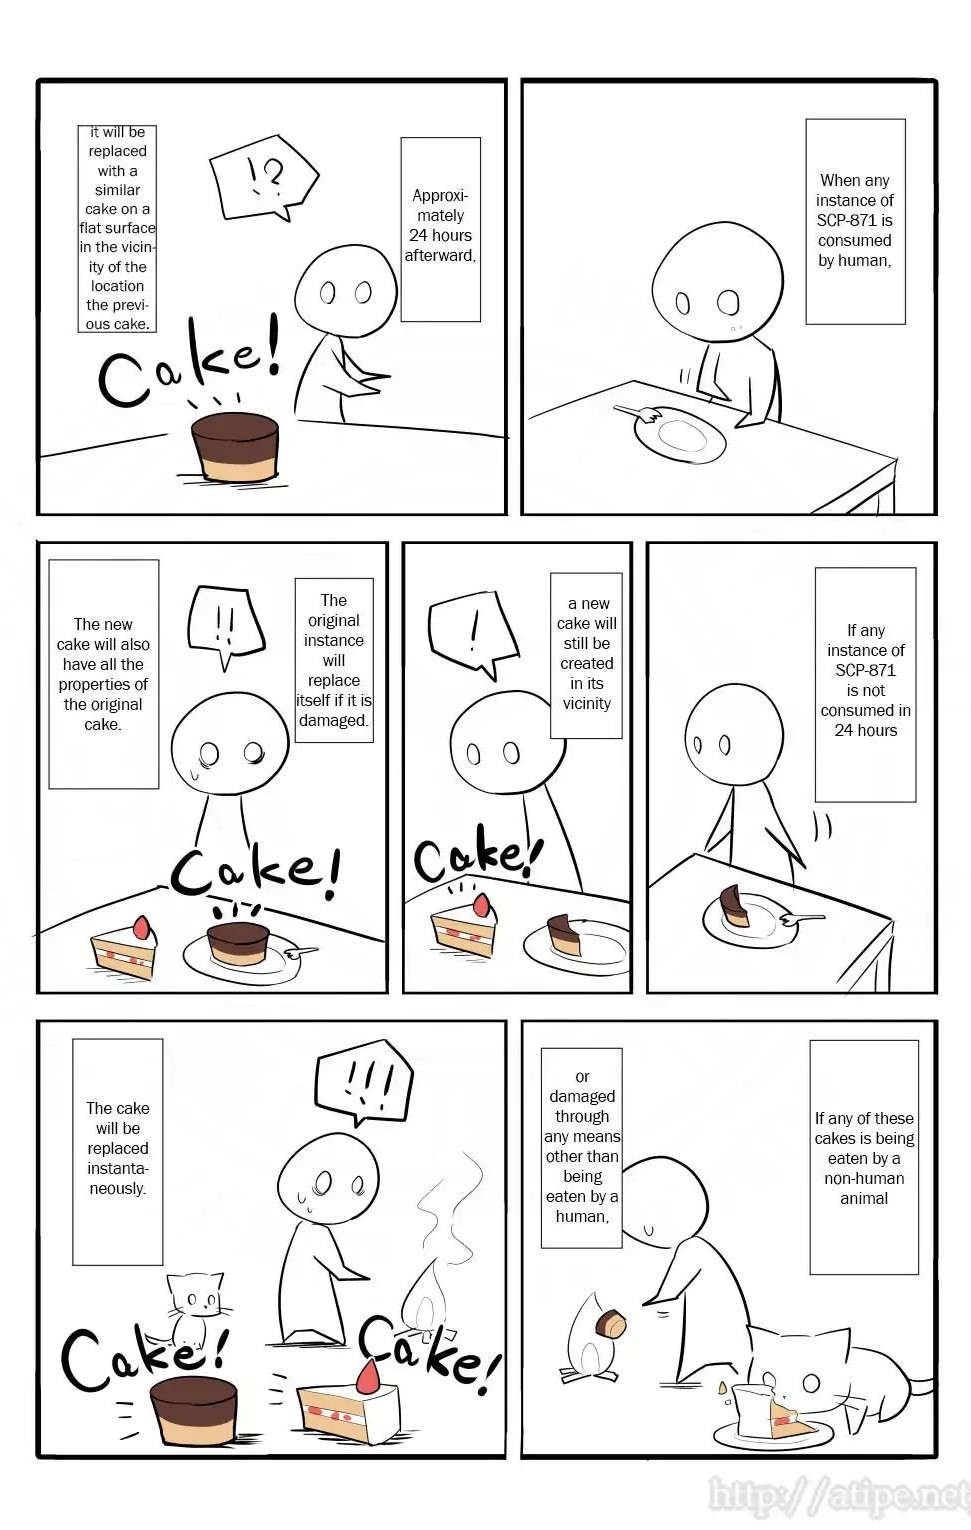 When any
instance of
SCP-871 is
consumed
by human,
Approxi-
mately
24 hours
afterward,
!?
it will be
replaced
with a
similar
cake on a
flat surface
in the vicin-
ity of the
location
the previ-
ous cake.
Cake!
If any
instance of
SCP-871
is not
consumed in
24 hours
a new
cake will
still be
created
in its
vicinity
!
Cake!
The
original
instance
will
replace
itself if it is
damaged.
!!
The new
cake will also
have all the
properties of
the original
cake.
Cake!
If any of these
cakes is being
eaten by a
non-human
animal
or
damaged
through
any means
other than
being
eaten by a
human,
!!!
The cake
will be
replaced
instanta-
neously.
Cake!
Cake!
http://atipe.net